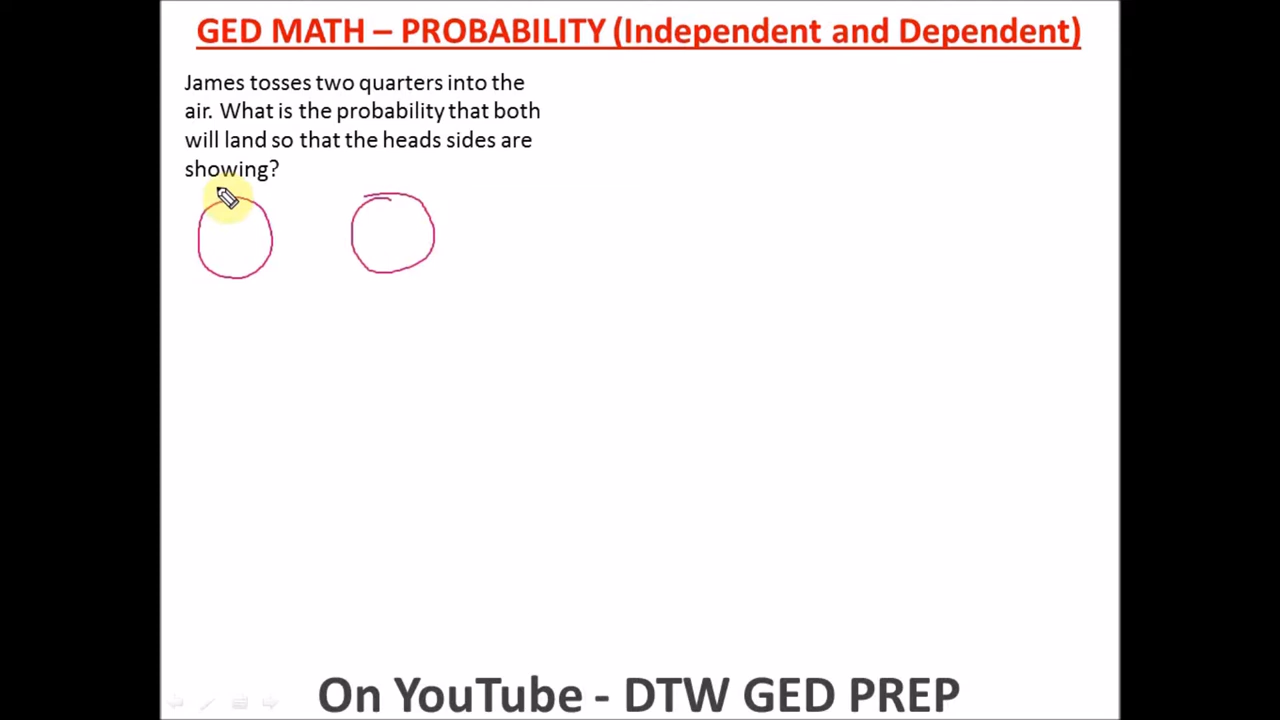 GED MATH – PROBABILITY (Independent and Dependent)
James tosses two quarters into the
air. What is the probability that both
will land so that the heads sides are
showing?
On YouTube - DTW GED PREP